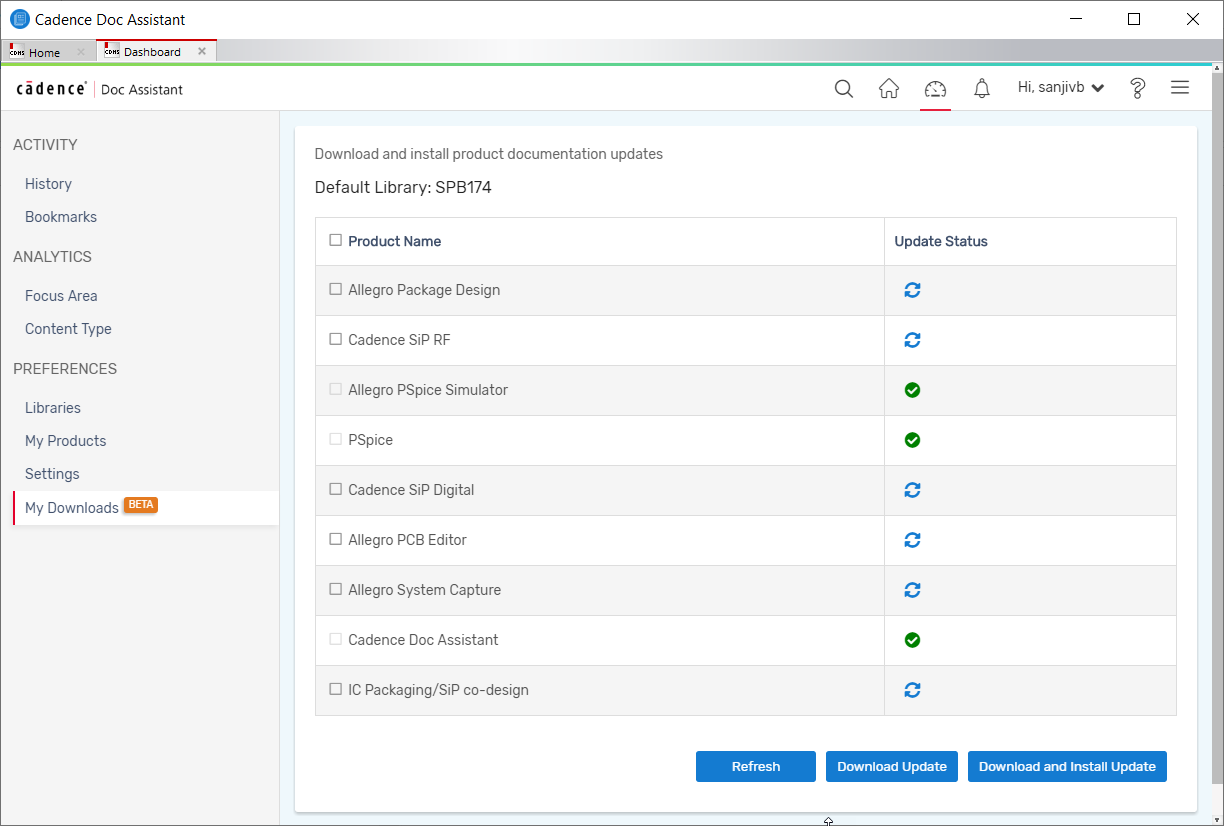 Cadence Doc Assistant
CDMS Home
CDMS Dashboard
cādence® Doc Assistant
Hi, sanjivb
ACTIVITY
History
Bookmarks
ANALYTICS
Focus Area
Content Type
PREFERENCES
Libraries
My Products
Settings
My Downloads BETA
Download and install product documentation updates
Default Library: SPB174
Product Name Update Status
Allegro Package Design
Cadence SiP RF
Allegro PSpice Simulator
PSpice
Cadence SiP Digital
Allegro PCB Editor
Allegro System Capture
Cadence Doc Assistant
IC Packaging/SiP co-design
Refresh Download Update Download and Install Update